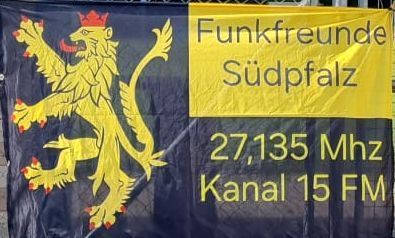 Funkfreunde
Südpfalz
27,135 Mhz
Kanal 15 FM